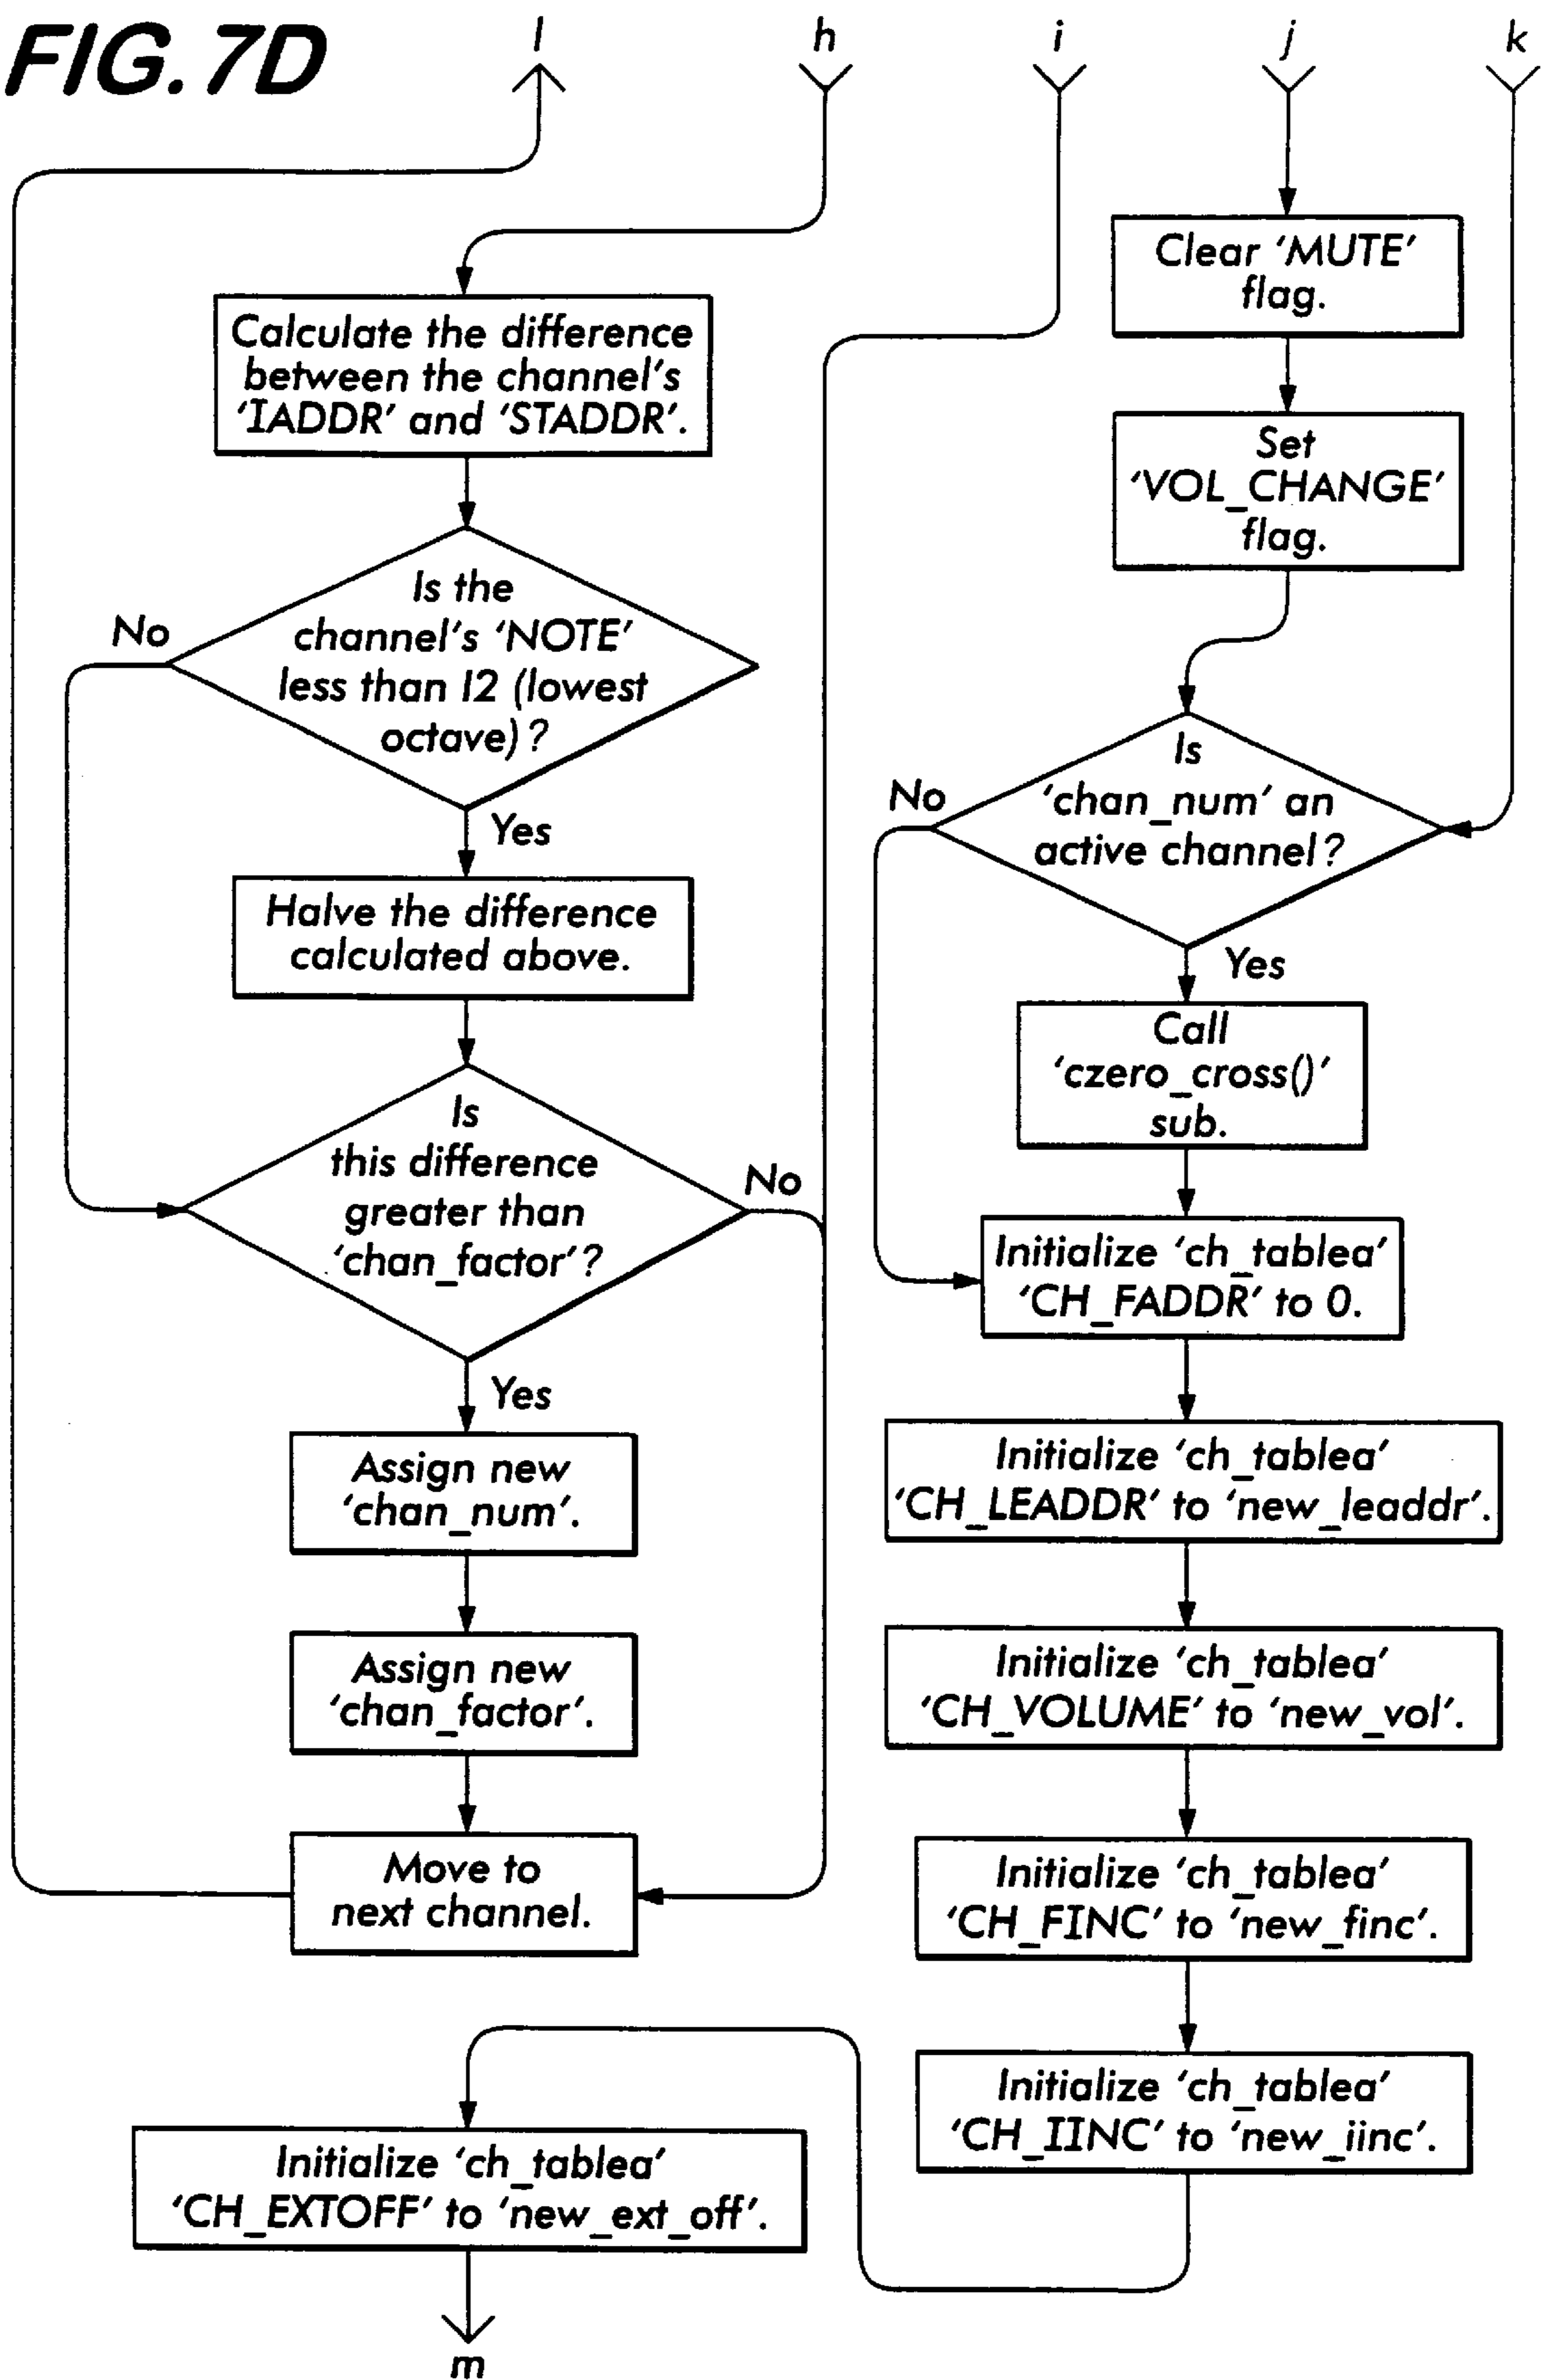 FIG. 7D
l
h
i
j
k
Calculate the difference
between the channel's
'IADDR' and 'STADDR'.
Is the
channel's 'NOTE'
less than 12 (lowest
octave)?
No
Yes
Halve the difference
calculated above.
Is
this difference
greater than
'chan_factor'?
No
Yes
Assign new
'chan_num'.
Assign new
'chan_factor'.
Move to
next channel.
Clear 'MUTE'
flag.
Set
'VOL_CHANGE'
flag.
Is
'chan_num' an
active channel?
No
Yes
Call
'czero_cross()'
sub.
Initialize 'ch_tablea'
'CH_FADDR' to 0.
Initialize 'ch_tablea'
'CH_LEADDR' to 'new_leaddr'.
Initialize 'ch_tablea'
'CH_VOLUME' to 'new_vol'.
Initialize 'ch_tablea'
'CH_FINC' to 'new_finc'.
Initialize 'ch_tablea'
'CH_IINC' to 'new_iinc'.
Initialize 'ch_tablea'
'CH_EXTOFF' to 'new_ext_off'.
m